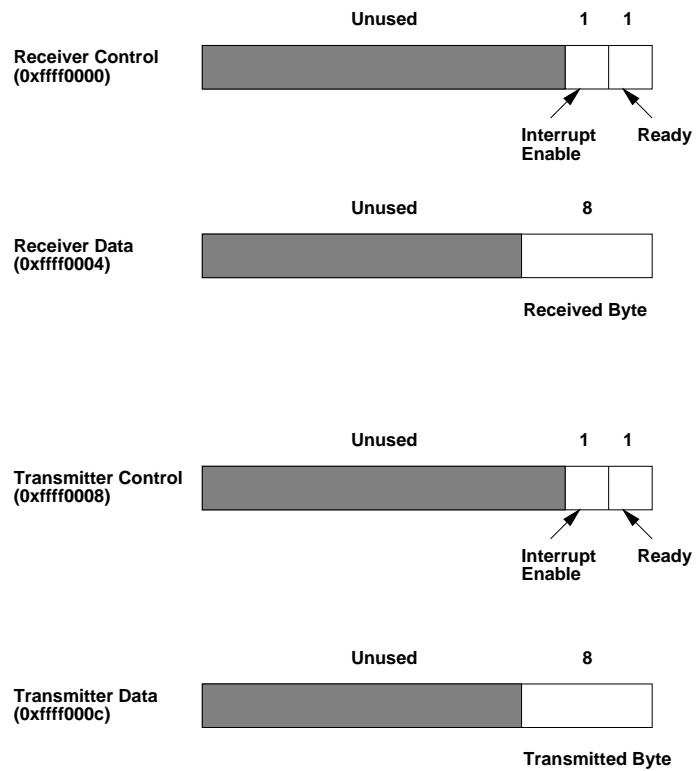 Unused 1 1
Receiver Control
(0xffff0000)
Interrupt Ready
Enable
Unused 8
Receiver Data
(0xffff0004)
Received Byte
Unused 1 1
Transmitter Control
(0xffff0008)
Interrupt Ready
Enable
Unused 8
Transmitter Data
(0xffff000c)
Transmitted Byte